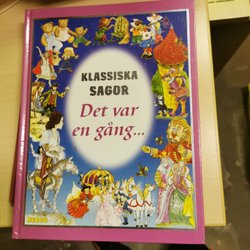 KLASSISKA
SAGOR
Det var
en gång...